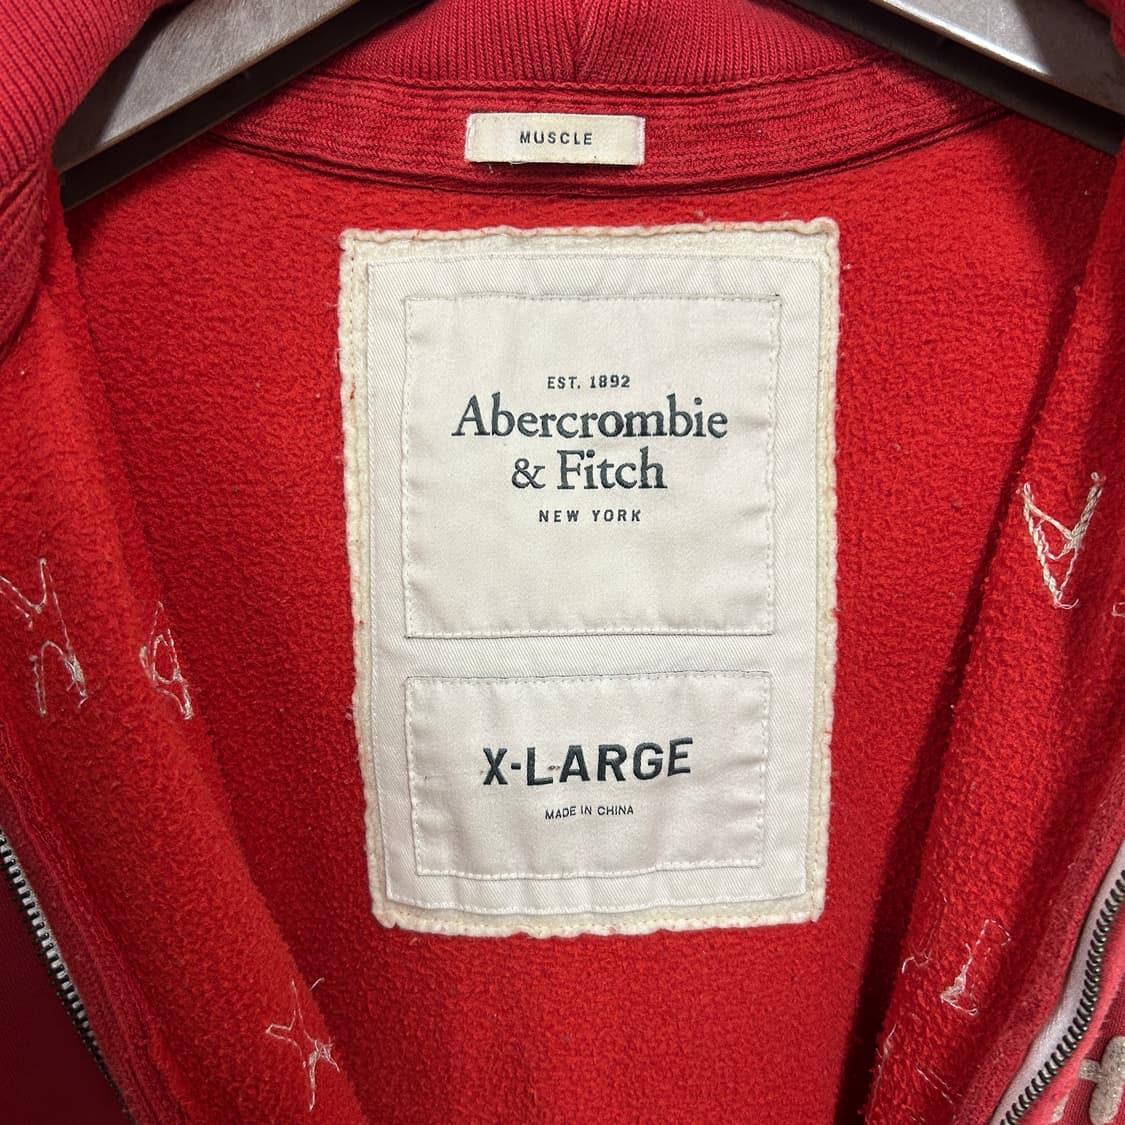 MUSCLE
EST. 1892
Abercrombie
& Fitch
NEW YORK
X-LARGE
MADE IN CHINA